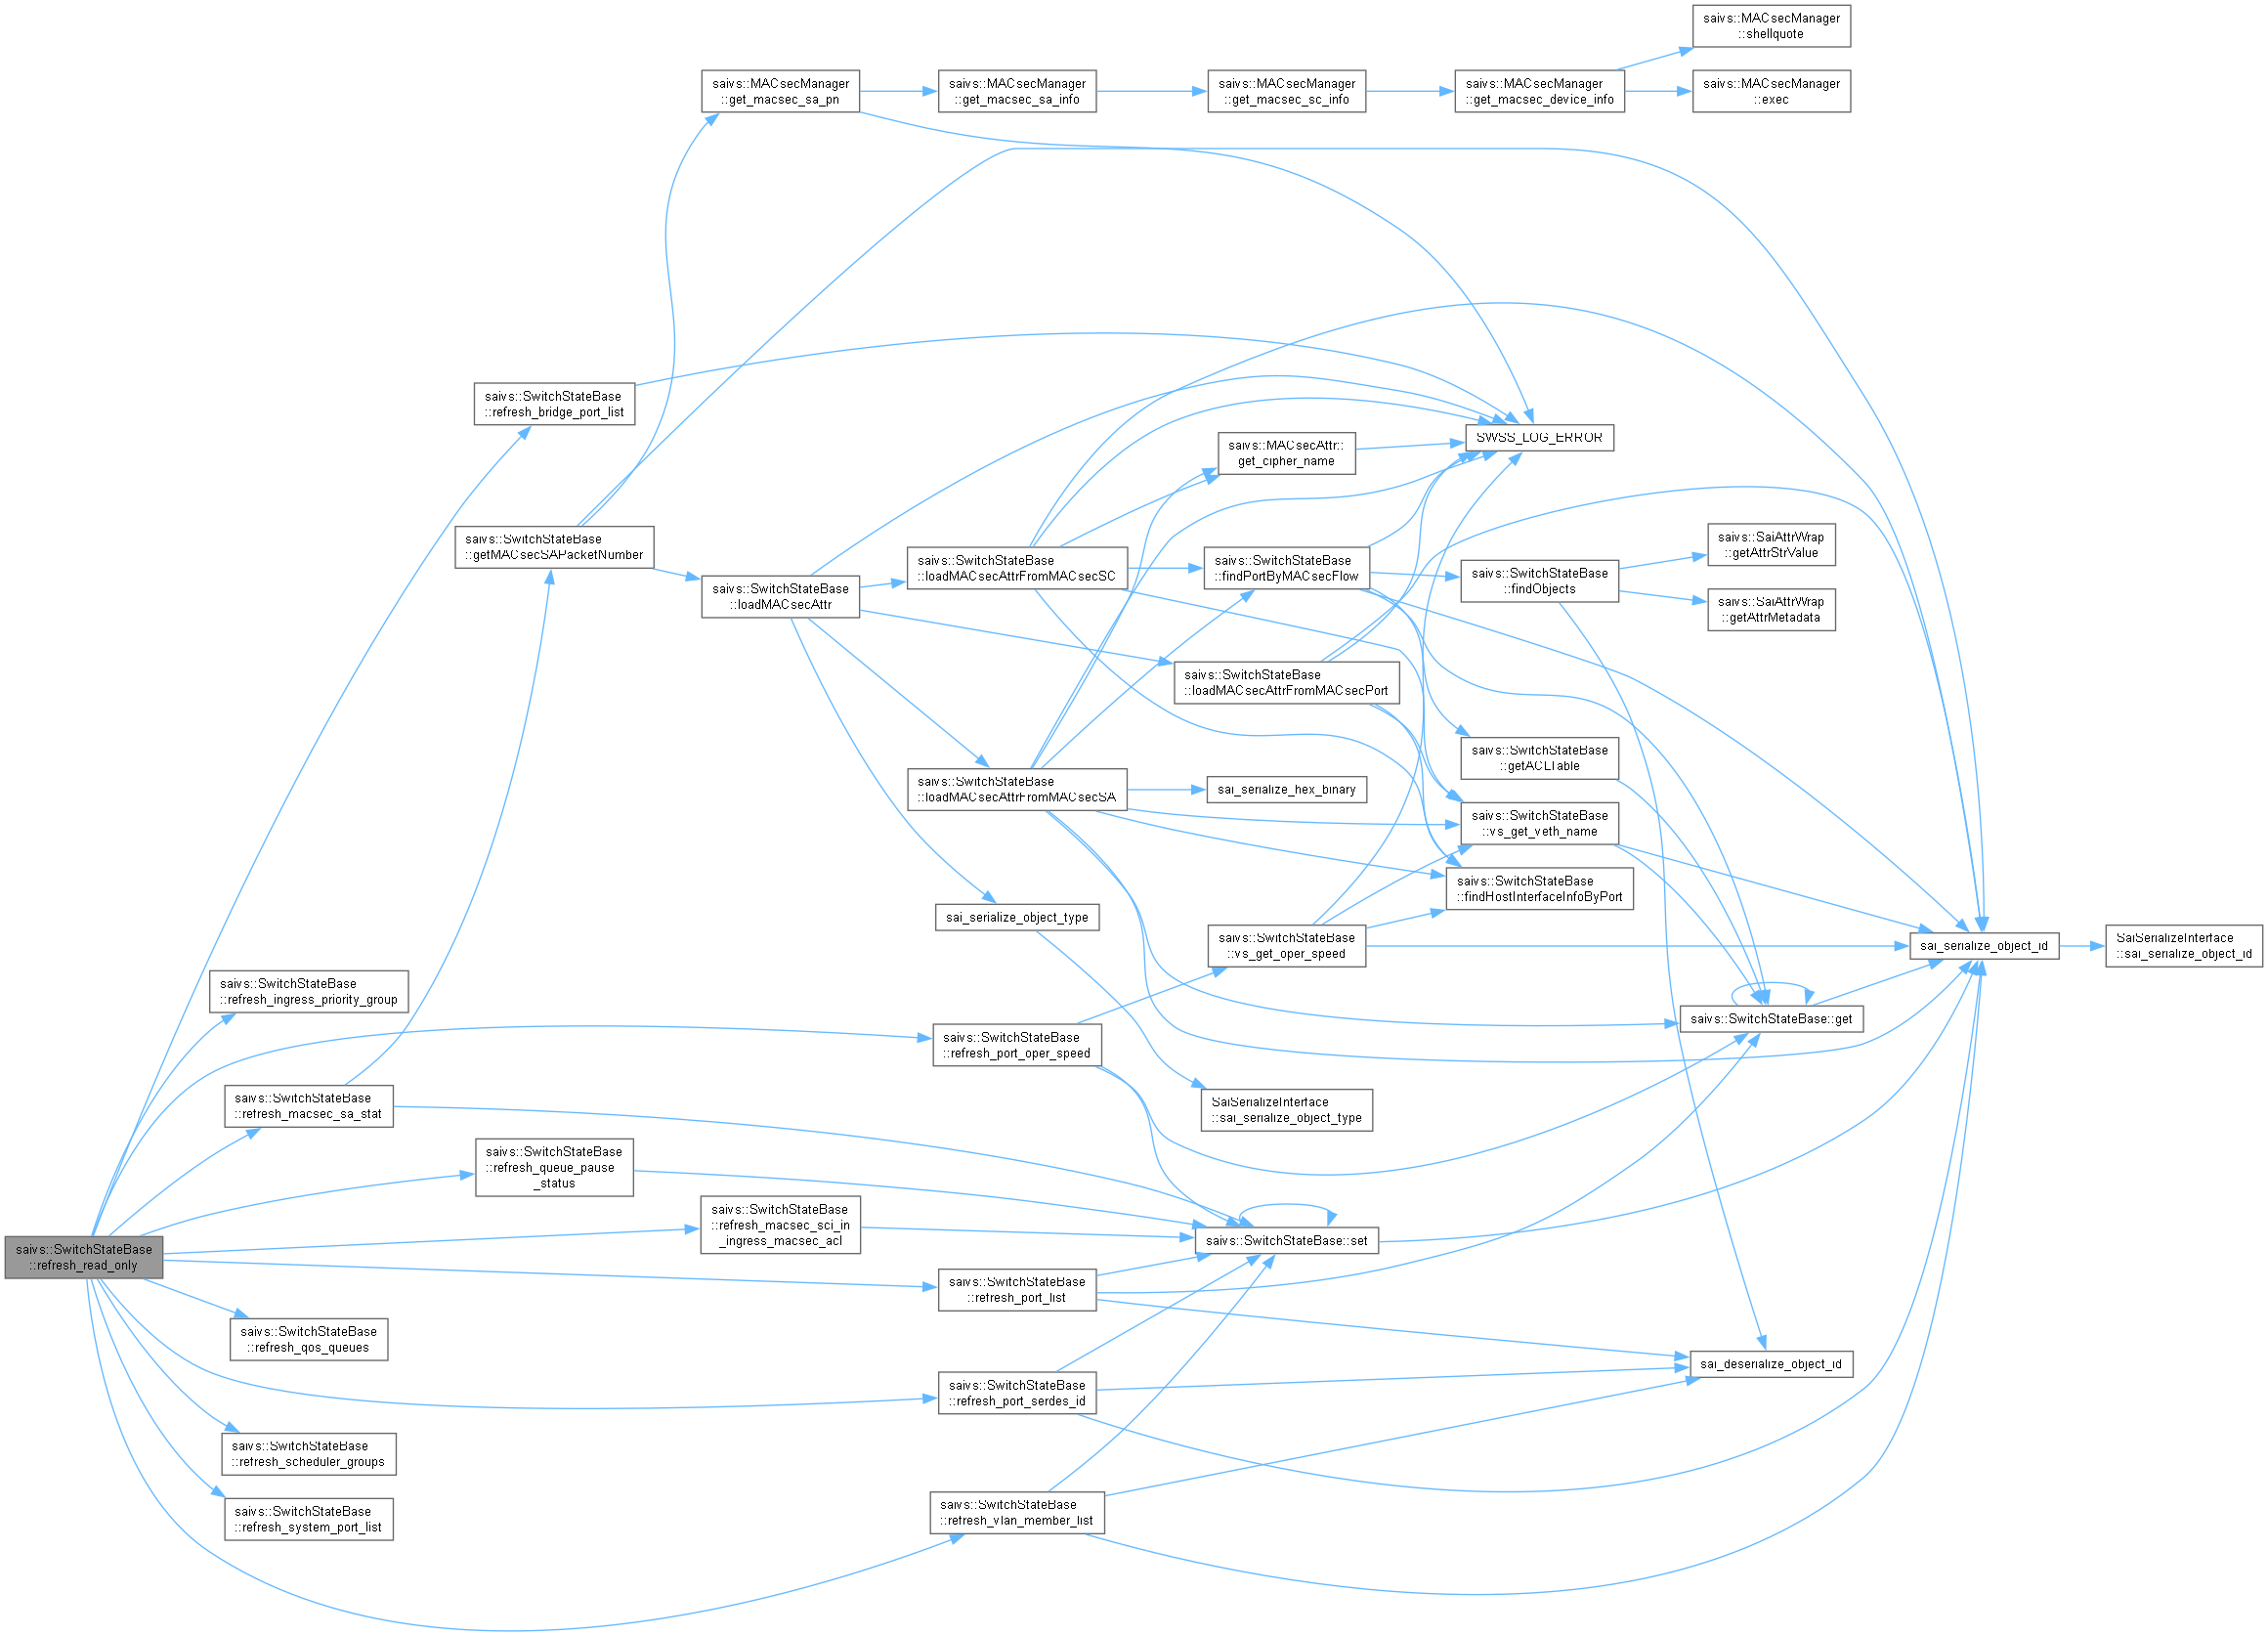 saivs::MACsecManager
::shellquote
saivs::MACsecManager
::get_macsec_sa_pn
saivs::MACsecManager
::get_macsec_sa_info
saivs::MACsecManager
::get_macsec_sc_info
saivs::MACsecManager
::get_macsec_device_info
saivs::MACsecManager
::exec
saivs::SwitchStateBase
::refresh_bridge_port_list
SWSS_LOG_ERROR
saivs::MACsecAttr::
get_cipher_name
saivs::SwitchStateBase
::getMACsecSAPacketNumber
saivs::SaiAttrWrap
::getAttrStrValue
saivs::SwitchStateBase
::loadMACsecAttr
saivs::SwitchStateBase
::loadMACsecAttrFromMACsecSC
saivs::SwitchStateBase
::findPortByMACsecFlow
saivs::SwitchStateBase
::findObjects
saivs::SaiAttrWrap
::getAttrMetadata
saivs::SwitchStateBase
::loadMACsecAttrFromMACsecPort
saivs::SwitchStateBase
::getACLTable
saivs::SwitchStateBase
::loadMACsecAttrFromMACsecSA
sai_serialize_hex_binary
saivs::SwitchStateBase
::vs_get_veth_name
saivs::SwitchStateBase
::findHostInterfaceInfoByPort
sai_serialize_object_type
saivs::SwitchStateBase
::vs_get_oper_speed
sai_serialize_object_id
SaiSerializeInterface
::sai_serialize_object_id
saivs::SwitchStateBase
::refresh_ingress_priority_group
saivs::SwitchStateBase::get
saivs::SwitchStateBase
::refresh_port_oper_speed
saivs::SwitchStateBase
::refresh_macsec_sa_stat
SaiSerializeInterface
::sai_serialize_object_type
saivs::SwitchStateBase
::refresh_queue_pause
_status
saivs::SwitchStateBase
::refresh_macsec_sci_in
_ingress_macsec_acl
saivs::SwitchStateBase::set
saivs::SwitchStateBase
::refresh_read_only
saivs::SwitchStateBase
::refresh_port_list
saivs::SwitchStateBase
::refresh_qos_queues
sai_deserialize_object_id
saivs::SwitchStateBase
::refresh_port_serdes_id
saivs::SwitchStateBase
::refresh_scheduler_groups
saivs::SwitchStateBase
::refresh_system_port_list
saivs::SwitchStateBase
::refresh_vlan_member_list